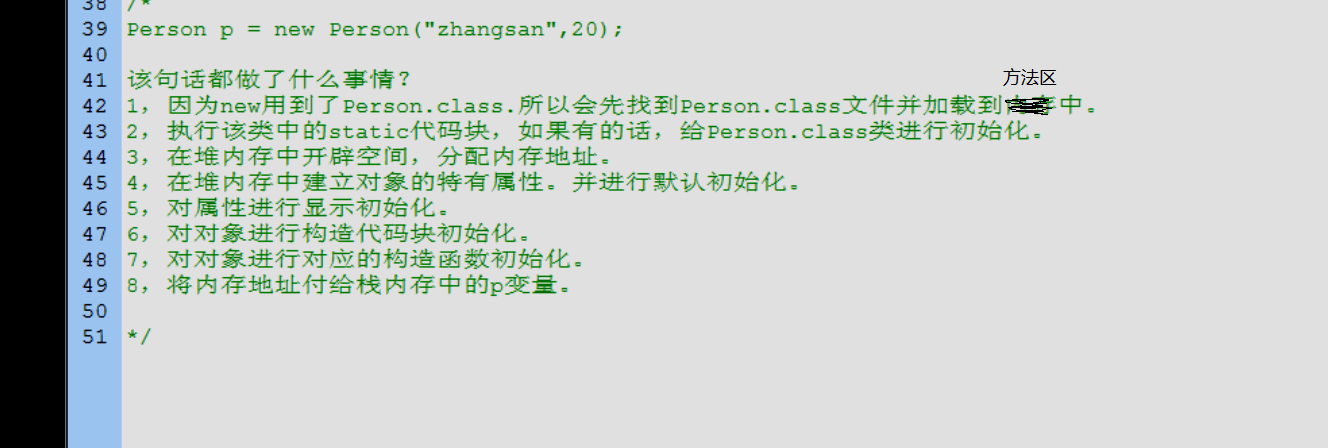 38 /*
39 Person p = new Person("zhangsan",20);
40
41 该句话都做了什么事情?
方法区
42 1, 因为new用到了Person.class.所以会先找到Person.class文件并加载到内存中。
43 2, 执行该类中的static代码块, 如果有的话, 给Person.class类进行初始化。
44 3, 在堆内存中开辟空间, 分配内存地址。
45 4, 在堆内存中建立对象的特有属性。并进行默认初始化。
46 5, 对属性进行显示初始化。
47 6, 对对象进行构造代码块初始化。
48 7, 对对象进行对应的构造函数初始化。
49 8, 将内存地址付给栈内存中的p变量。
50
51 */